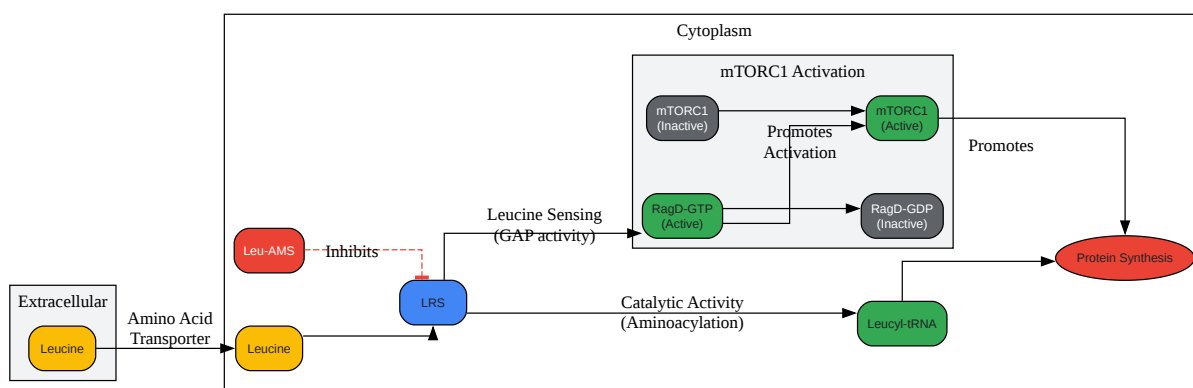 Cytoplasm
mTORC1 Activation
mTORC1
(Inactive)
mTORC1
(Active)
Promotes
Activation
Promotes
RagD-GTP
(Active)
RagD-GDP
(Inactive)
Leucine Sensing
(GAP activity)
Leu-AMS
Inhibits
Protein Synthesis
LRS
Extracellular
Leucine
Amino Acid
Transporter
Leucine
Catalytic Activity
(Aminoacylation)
Leucyl-tRNA